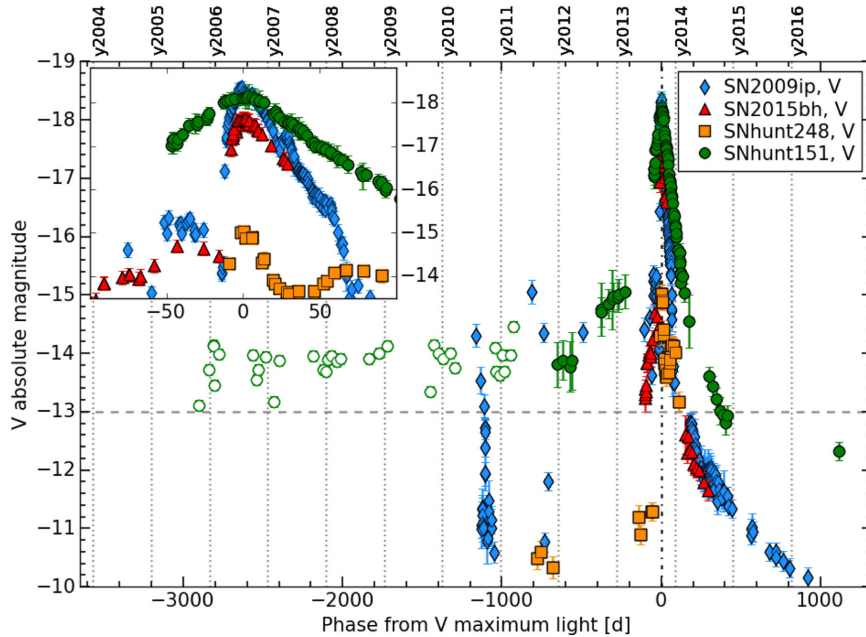 y2004 y2005 y2006 y2007 y2008 y2009 y2010 y2011 y2012 y2013 y2014 y2015 y2016
−19
−18
−17
−16
−15
−14
−13
−12
−11
−10
V absolute magnitude
−18
−17
−16
−15
−14
−50 0 50
SN2009ip, V
SN2015bh, V
SNhunt248, V
SNhunt151, V
−3000 −2000 −1000 0 1000
Phase from V maximum light [d]